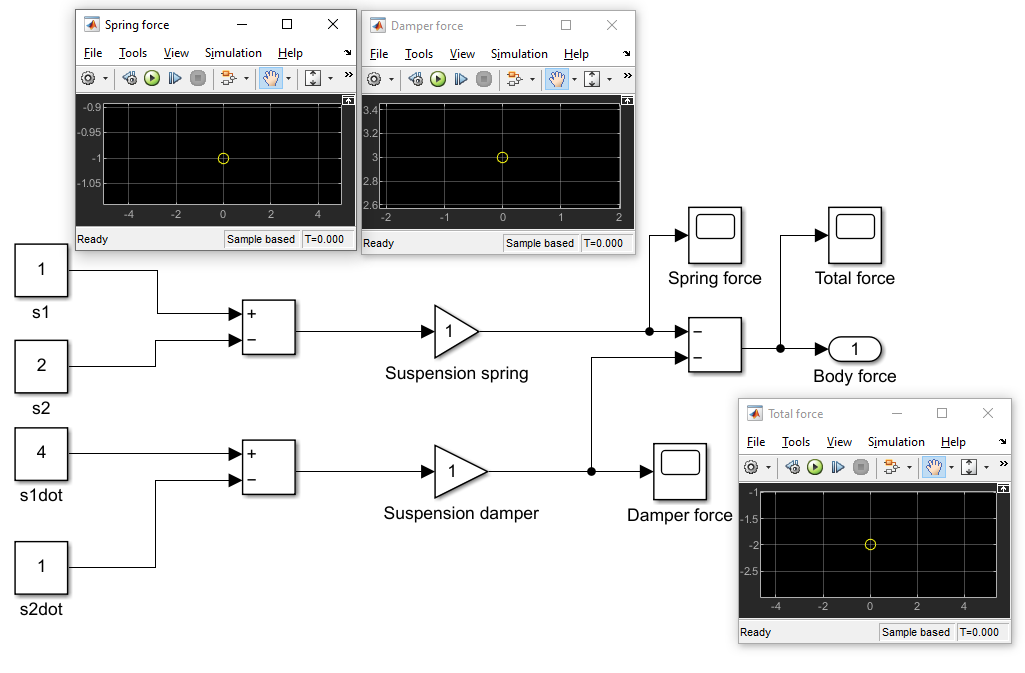 Spring force
File Tools View Simulation Help
-0.9
-0.95
-1
-1.05
-4 -2 0 2 4
Ready Sample based T=0.000
Damper force
File Tools View Simulation Help
3.4
3.2
3
2.8
2.6
-2 -1 0 1 2
Ready Sample based T=0.000
1
s1
+
−
1
Suspension spring
Spring force
Total force
2
s2
−
−
1
Body force
4
s1dot
+
−
1
Suspension damper
Damper force
1
s2dot
Total force
File Tools View Simulation Help
-1
-1.5
-2
-2.5
-4 -2 0 2 4
Ready Sample based T=0.000